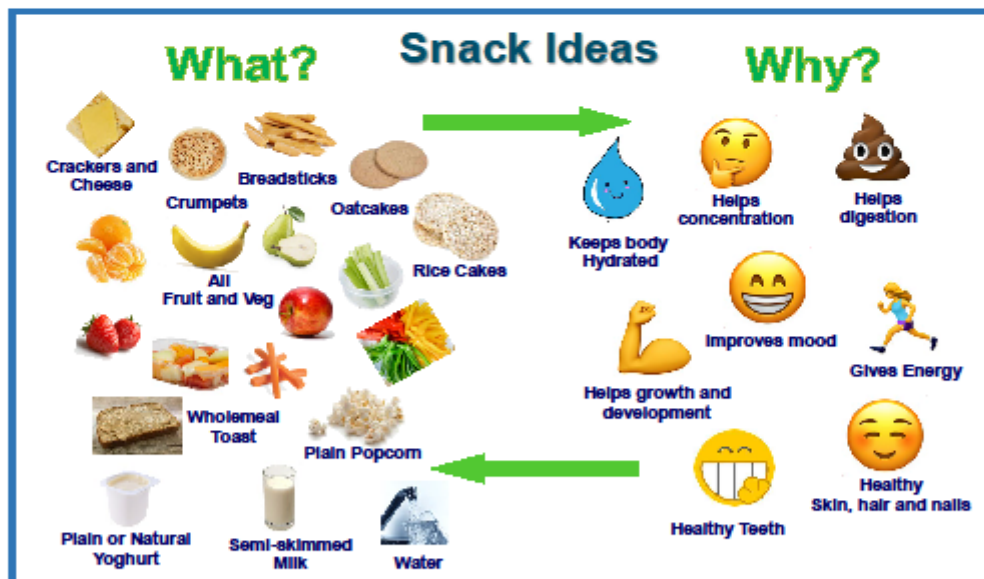 Snack Ideas
What?
Why?
Crackers and
Cheese
Crumpets
Breadsticks
Oatcakes
Rice Cakes
All
Fruit and Veg
Wholemeal
Toast
Plain Popcorn
Plain or Natural
Yoghurt
Semi-skimmed
Milk
Water
Keeps body
Hydrated
Helps
concentration
Helps
digestion
Improves mood
Helps growth and
development
Gives Energy
Healthy Teeth
Healthy
Skin, hair and nails